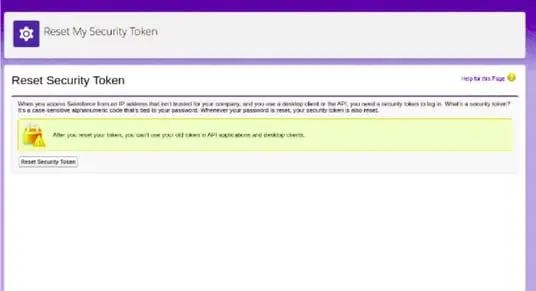 Reset My Security Token
Reset Security Token
Help for this Page
When you access Salesforce from an IP address that isn't trusted for your company, and you use a desktop client or the API, you need a security token to log in. What's a security token?
It's a case-sensitive alphanumeric code that's tied to your password. Whenever your password is reset, your security token is also reset.
After you reset your token, you can't use your old token in API applications and desktop clients.
Reset Security Token